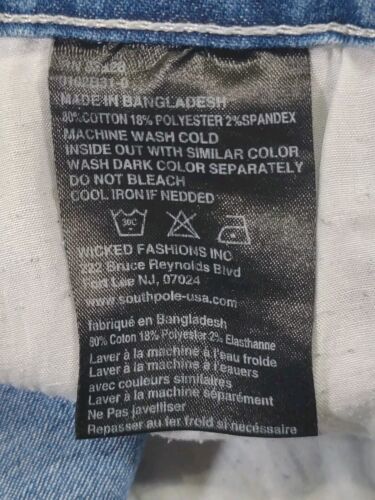 MADE IN BANGLADESH
80%COTTON 18% POLYESTER 2%SPANDEX
MACHINE WASH COLD
INSIDE OUT WITH SIMILAR COLOR
WASH DARK COLOR SEPARATELY
DO NOT BLEACH
COOL IRON IF NEDDED
30C
WICKED FASHIONS INC
222 Bruce Reynolds Blvd
Fort Lee NJ, 07024
www.southpole-usa.com
fabriqué en Bangladesh
80% Coton 18% Polyester 2% Elasthanne
Laver à la machine à l'eau froide
Laver à la machine à l'eauers
avec couleurs similaires
Laver à la machine séparément
Ne Pas javelliser
Repasser au fer froid si nécessaire